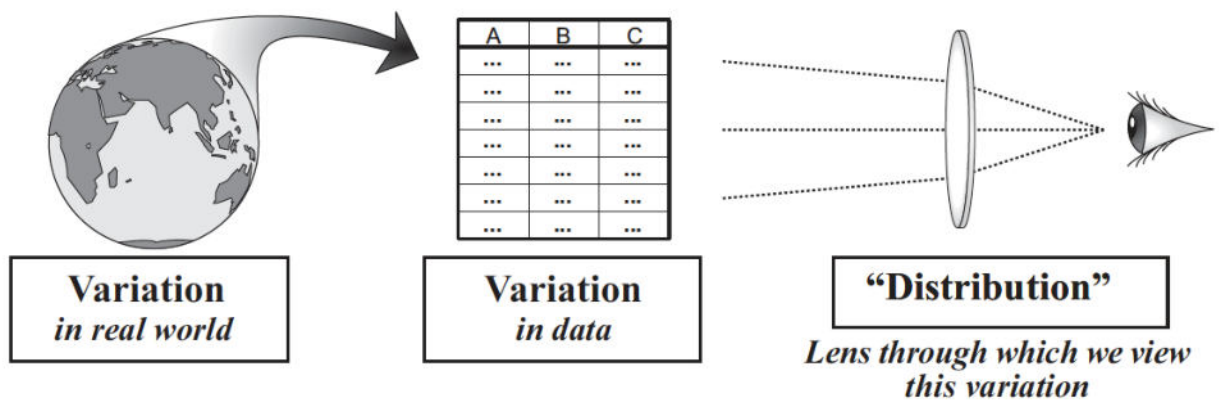 A B C
... ... ...
... ... ...
... ... ...
... ... ...
... ... ...
... ... ...
... ... ...
Variation
in real world
Variation
in data
“Distribution”
Lens through which we view
this variation